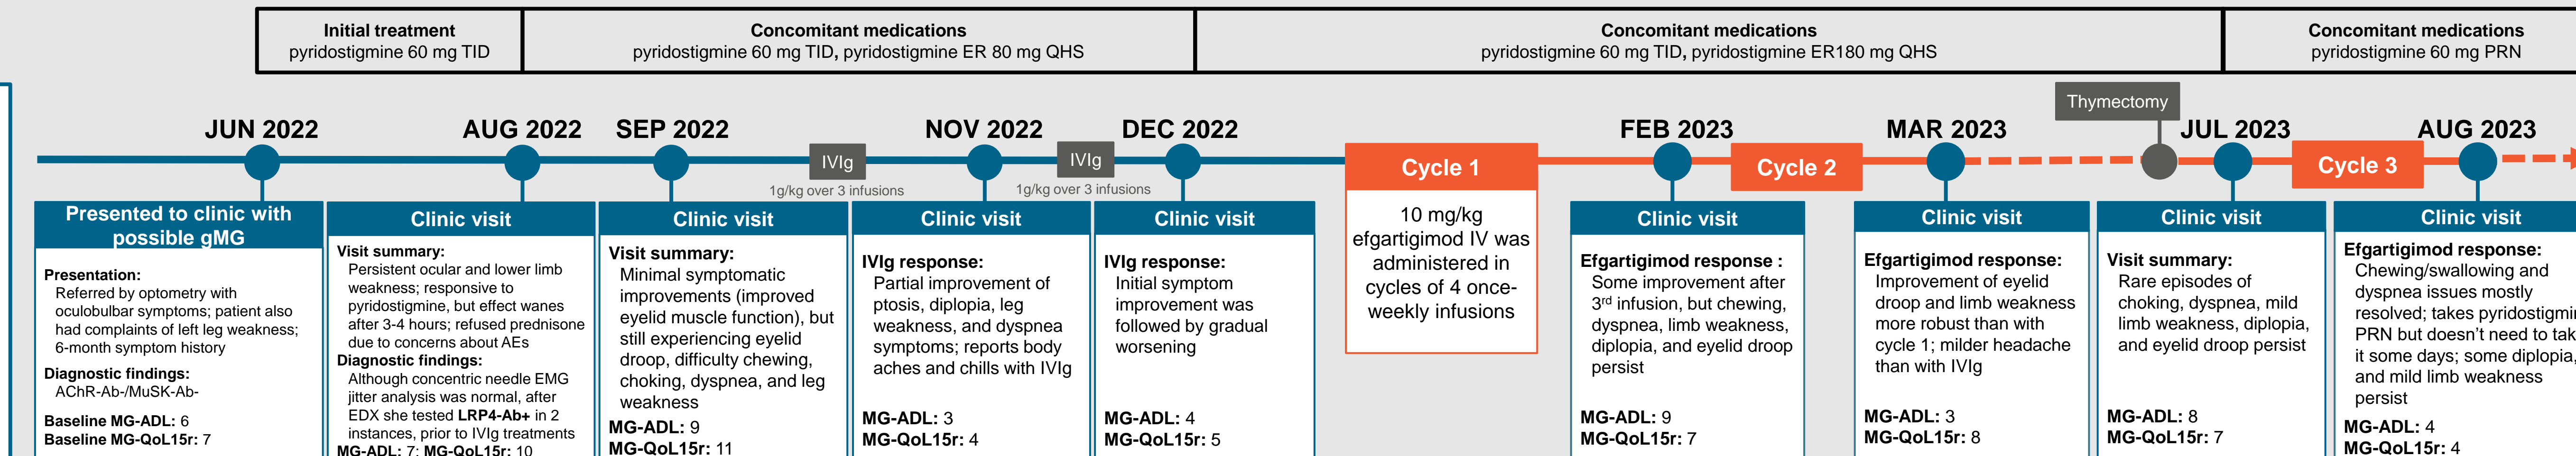 Initial treatment
pyridostigmine 60 mg TID
Concomitant medications
pyridostigmine 60 mg TID, pyridostigmine ER 80 mg QHS
Concomitant medications
pyridostigmine 60 mg TID, pyridostigmine ER180 mg QHS
Concomitant medications
pyridostigmine 60 mg PRN
Thymectomy
JUN 2022
AUG 2022
SEP 2022
NOV 2022
DEC 2022
FEB 2023
MAR 2023
JUL 2023
AUG 2023
IVIg
1g/kg over 3 infusions
IVIg
1g/kg over 3 infusions
Cycle 1
10 mg/kg
efgartigimod IV was
administered in
cycles of 4 once-
weekly infusions
Cycle 2
Cycle 3
Presented to clinic with
possible gMG
Presentation:
Referred by optometry with
oculobulbar symptoms; patient also
had complaints of left leg weakness;
6-month symptom history
Diagnostic findings:
AChR-Ab-/MuSK-Ab-
Baseline MG-ADL: 6
Baseline MG-QoL15r: 7
Clinic visit
Visit summary:
Persistent ocular and lower limb
weakness; responsive to
pyridostigmine, but effect wanes
after 3-4 hours; refused prednisone
due to concerns about AEs
Diagnostic findings:
Although concentric needle EMG
jitter analysis was normal, after
EDX she tested LRP4-Ab+ in 2
instances, prior to IVIg treatments
MG-ADL: 7; MG-QoL15r: 10
Clinic visit
Visit summary:
Minimal symptomatic
improvements (improved
eyelid muscle function), but
still experiencing eyelid
droop, difficulty chewing,
choking, dyspnea, and leg
weakness
MG-ADL: 9
MG-QoL15r: 11
Clinic visit
IVIg response:
Partial improvement of
ptosis, diplopia, leg
weakness, and dyspnea
symptoms; reports body
aches and chills with IVIg
MG-ADL: 3
MG-QoL15r: 4
Clinic visit
IVIg response:
Initial symptom
improvement was
followed by gradual
worsening
MG-ADL: 4
MG-QoL15r: 5
Clinic visit
Efgartigimod response :
Some improvement after
3rd infusion, but chewing,
dyspnea, limb weakness,
diplopia, and eyelid droop
persist
MG-ADL: 9
MG-QoL15r: 7
Clinic visit
Efgartigimod response:
Improvement of eyelid
droop and limb weakness
more robust than with
cycle 1; milder headache
than with IVIg
MG-ADL: 3
MG-QoL15r: 8
Clinic visit
Visit summary:
Rare episodes of
choking, dyspnea, mild
limb weakness, diplopia,
and eyelid droop persist
MG-ADL: 8
MG-QoL15r: 7
Clinic visit
Efgartigimod response:
Chewing/swallowing and
dyspnea issues mostly
resolved; takes
PRN but doesn't need to
it some days; some diplopia,
and mild limb weakness
persist
MG-ADL: 4
MG-QoL15r: 4